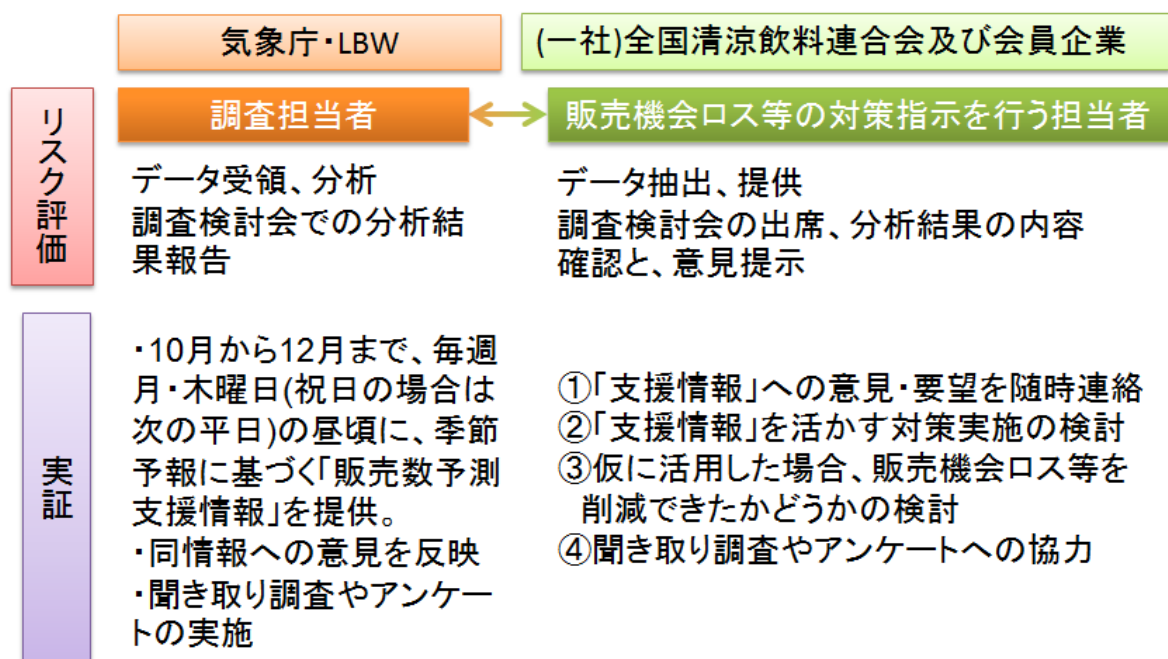 気象庁・LBW
(一社)全国清涼飲料連合会及び会員企業
リスク評価
調査担当者
販売機会ロス等の対策指示を行う担当者
データ受領、分析
調査検討会での分析結
果報告
データ抽出、提供
調査検討会の出席、分析結果の内容
確認と、意見提示
実証
・10月から12月まで、毎週
月・木曜日(祝日の場合は
次の平日)の昼頃に、季節
予報に基づく「販売数予測
支援情報」を提供。
・同情報への意見を反映
・聞き取り調査やアンケー
トの実施
①「支援情報」への意見・要望を随時連絡
②「支援情報」を活かす対策実施の検討
③仮に活用した場合、販売機会ロス等を
削減できたかどうかの検討
④聞き取り調査やアンケートへの協力